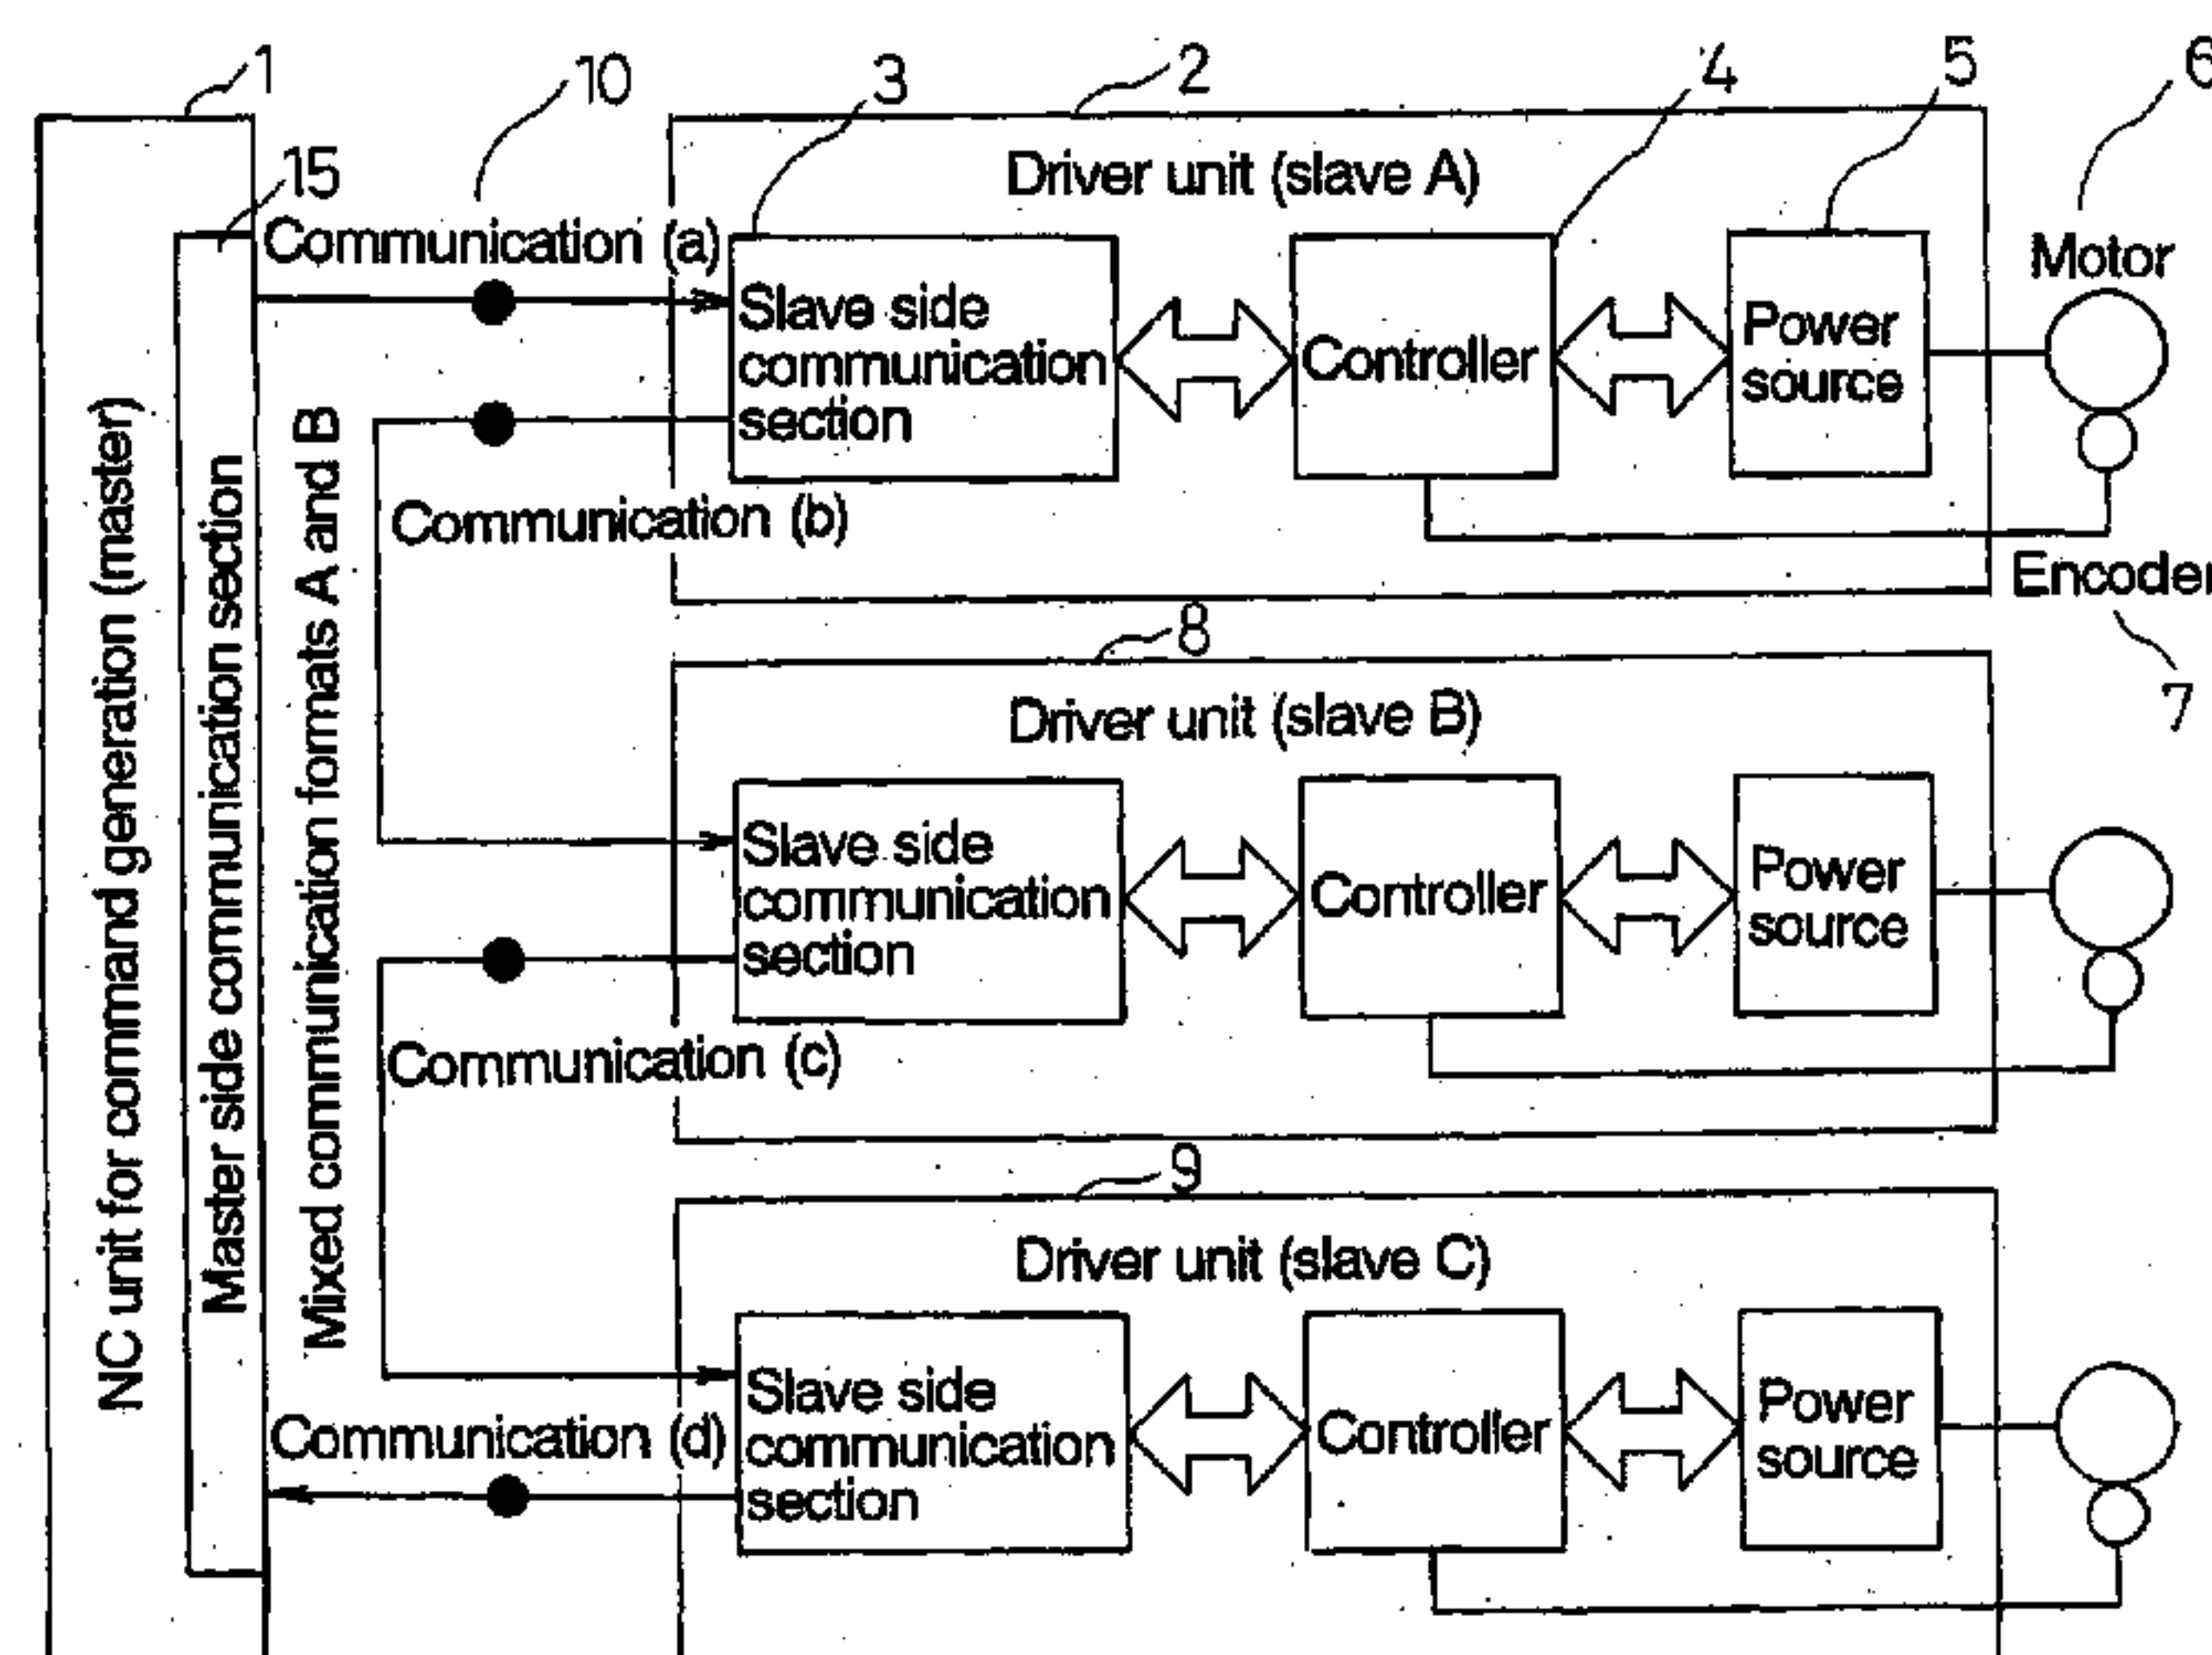 1
10
3
2
4
5
6
15
Driver unit (slave A)
Communication (a)
Motor
Slave side
communication
section
Controller
Power
source
Communication (b)
Encoder
7
NC unit for command generation (master)
Master side communication section
Mixed communication formats A and B
8
Driver unit (slave B)
Slave side
communication
section
Controller
Power
source
Communication (c)
9
Driver unit (slave C)
Slave side
communication
section
Controller
Power
source
Communication (d)